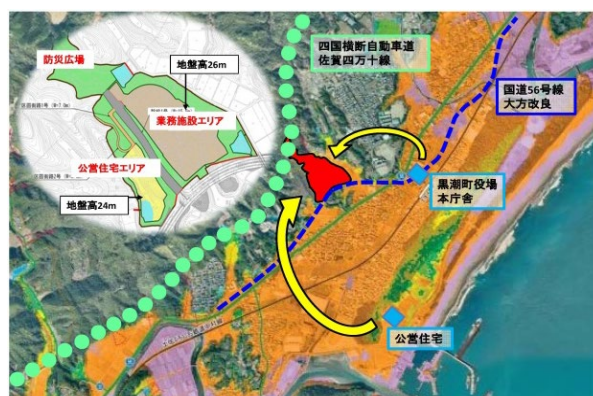 防災広場
地盤高26m
業務施設エリア
公営住宅エリア
地盤高24m
四国横断自動車道
佐賀四万十線
国道56号線
大方改良
黒潮町役場
本庁舎
公営住宅